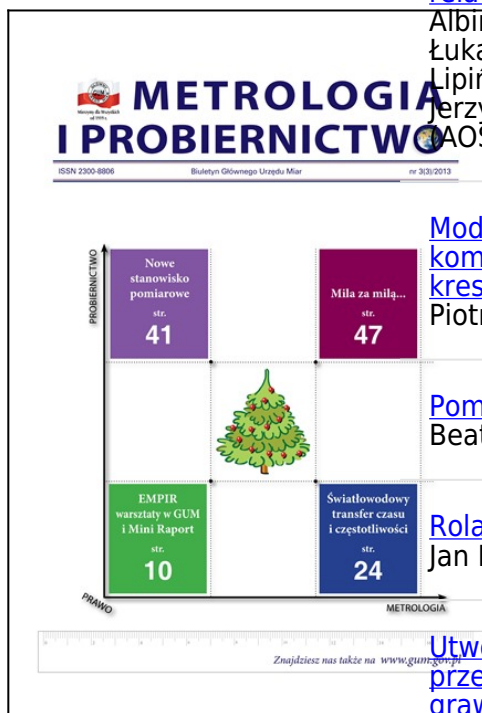 METROLOGIA
I PROBIERNICTWO
ISSN 2300-8806
Biuletyn Głównego Urzędu Miar
nr 3(3)/2013
PROBIERNICTWO
Nowe
stanowisko
pomiarowe
str.
41
Miła za milą...
str.
47
EMPIR
warsztaty w GUM
i Mini Raport
str.
10
Światłowodowy
transfer czasu
i częstotliwości
str.
24
PRAWO
METROLOGIA
Znajdziesz nas także na www.gum.gov.pl
Albi
Łuka
Lipiń
Jerzy
Mod
kom
kres
Piotr
Pom
Beat
Rola
Jan
Utwo
prze
graw